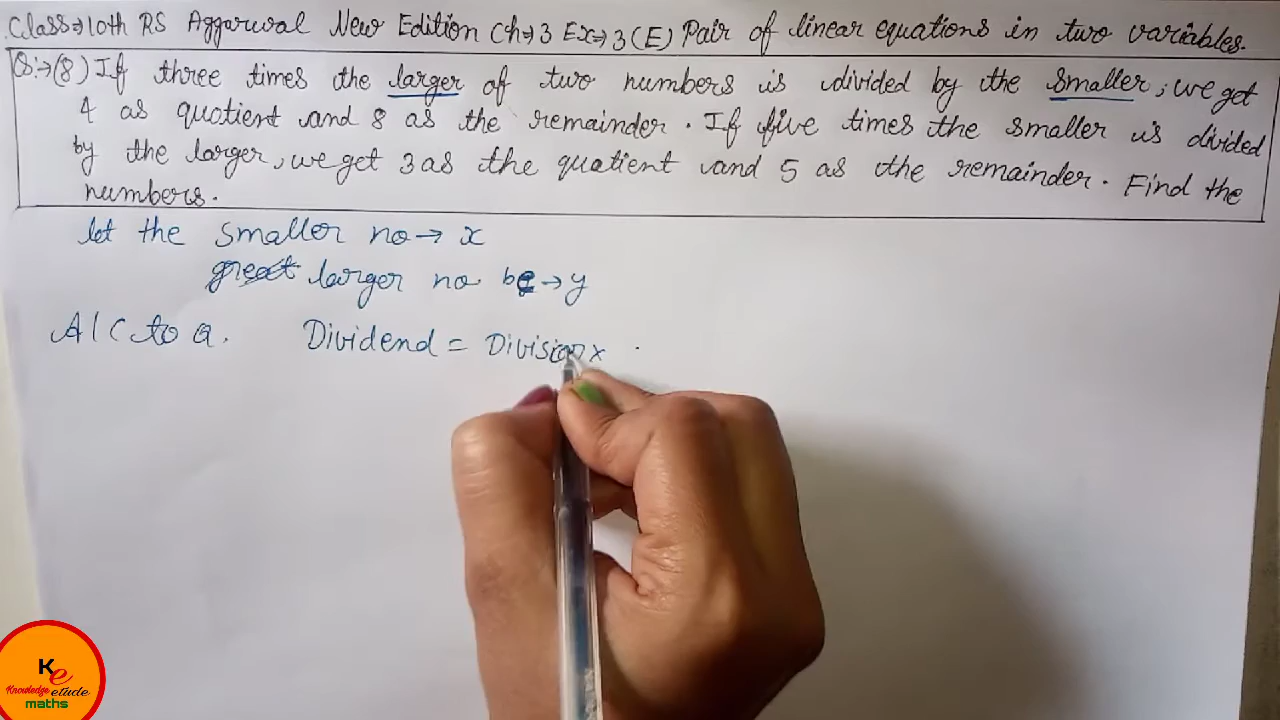 Class→10th RS Aggarwal New Edition Ch→3 Ex→3(E) Pair of linear equations in two variables.
Q:→(8) If three times the larger of two numbers is divided by the smaller, we get
4 as quotient and 8 as the remainder. If five times the smaller is divided
by the larger, we get 3 as the quatient and 5 as the remainder. Find the
numbers.
let the smaller no→ x
great larger no be→ y
A/C to Q. Dividend = Division x
Ke
Knowledge etude
maths